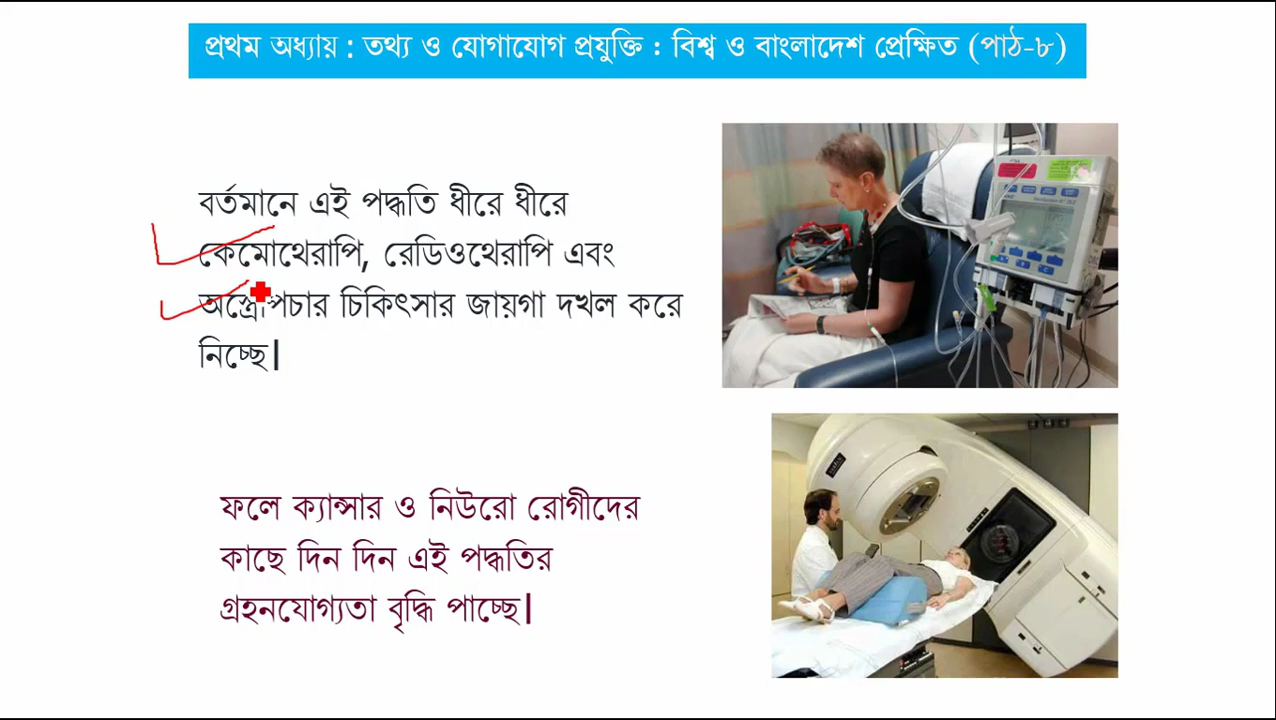 প্রথম অধ্যায় : তথ্য ও যোগাযোগ প্রযুক্তি : বিশ্ব ও বাংলাদেশ প্রেক্ষিত (পাঠ-৮)
বর্তমানে এই পদ্ধতি ধীরে ধীরে
কেমোথেরাপি, রেডিওথেরাপি এবং
অস্ত্রোপচার চিকিৎসার জায়গা দখল করে
নিচ্ছে।
ফলে ক্যান্সার ও নিউরো রোগীদের
কাছে দিন দিন এই পদ্ধতির
গ্রহনযোগ্যতা বৃদ্ধি পাচ্ছে।